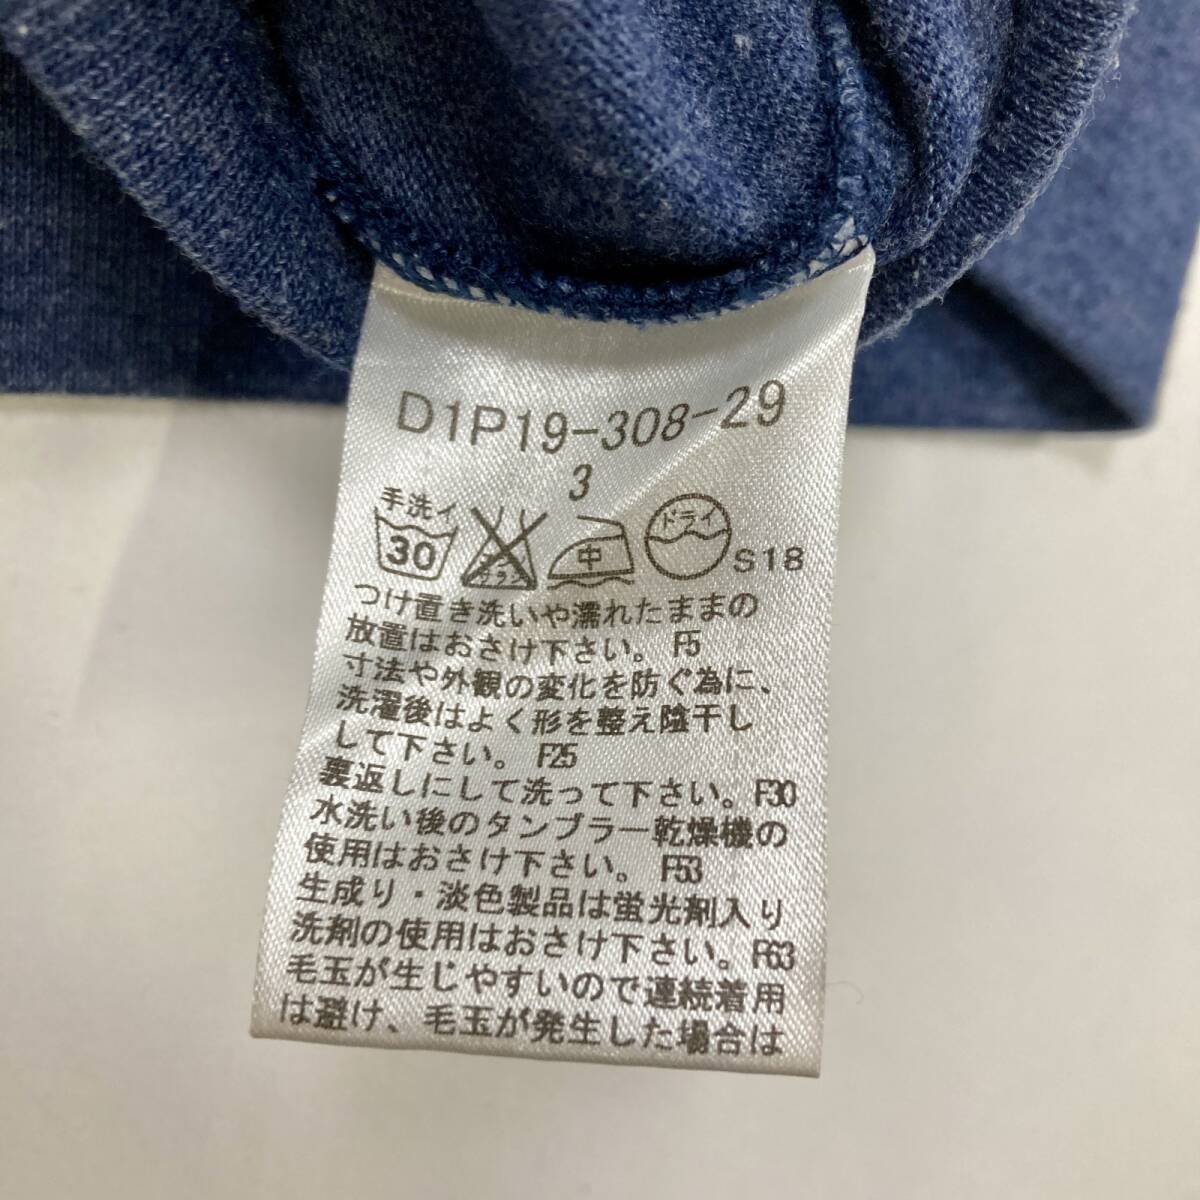 D1P19-308-29
3
手洗イ
30 中 ドライ S18
つけ置き洗いや濡れたままの
放置はおさけ下さい。F5
寸法や外観の変化を防ぐ為に、
洗濯後はよく形を整え陰干し
して下さい。F25
裏返しにして洗って下さい。F30
水洗い後のタンブラー乾燥機の
使用はおさけ下さい。F53
生成り・淡色製品は蛍光剤入り
洗剤の使用はおさけ下さい。F63
毛玉が生じやすいので連続着用
は避け、毛玉が発生した場合は